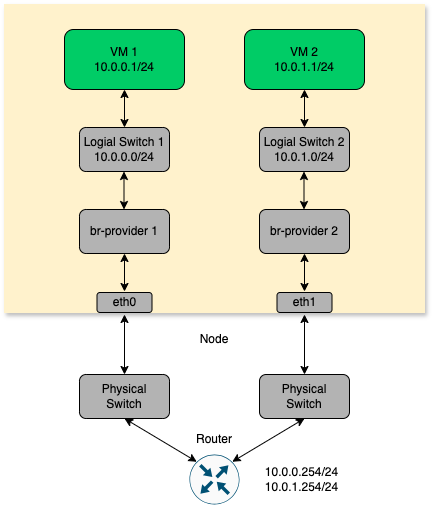 VM 1
10.0.0.1/24
VM 2
10.0.1.1/24
Logial Switch 1
10.0.0.0/24
Logial Switch 2
10.0.1.0/24
br-provider 1
br-provider 2
eth0
eth1
Node
Physical
Switch
Physical
Switch
Router
10.0.0.254/24
10.0.1.254/24